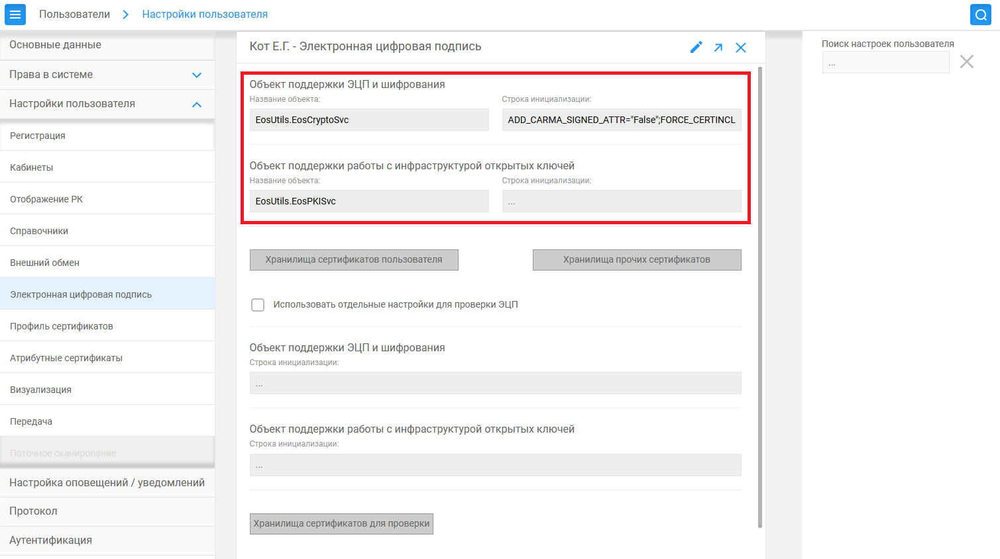 Пользователи
Настройки пользователя
Основные данные
Права в системе
Настройки пользователя
Регистрация
Кабинеты
Отображение РК
Справочники
Внешний обмен
Электронная цифровая подпись
Профиль сертификатов
Атрибутные сертификаты
Визуализация
Передача
Поточное сканирование
Настройка оповещений / уведомлений
Протокол
Аутентификация
Кот Е.Г. - Электронная цифровая подпись
Объект поддержки ЭЦП и шифрования
Название объекта:
Строка инициализации:
EosUtils.EosCryptoSvc
ADD_CARMA_SIGNED_ATTR="False";FORCE_CERTINCL
Объект поддержки работы с инфраструктурой открытых ключей
Название объекта:
Строка инициализации:
EosUtils.EosPKISvc
...
Хранилища сертификатов пользователя
Хранилища прочих сертификатов
Использовать отдельные настройки для проверки ЭЦП
Объект поддержки ЭЦП и шифрования
Строка инициализации:
...
Объект поддержки работы с инфраструктурой открытых ключей
Строка инициализации:
...
Хранилища сертификатов для проверки
Поиск настроек пользователя
...